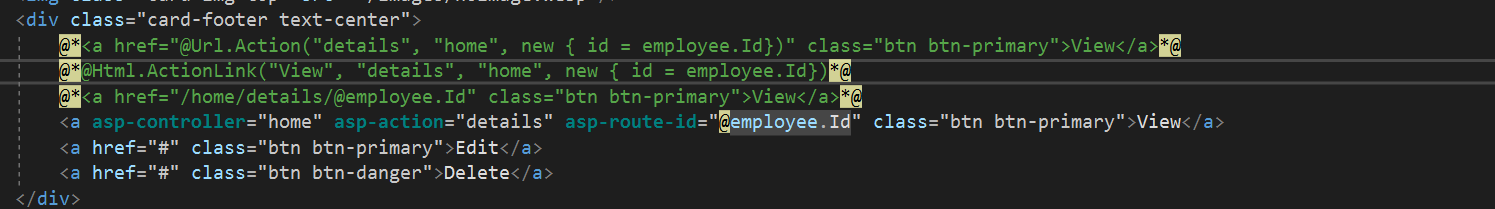 <div class="card-footer text-center">
@*<a href="@Url.Action("details", "home", new { id = employee.Id})" class="btn btn-primary">View</a>*@
@*@Html.ActionLink("View", "details", "home", new { id = employee.Id})*@
@*<a href="/home/details/@employee.Id" class="btn btn-primary">View</a>*@
<a asp-controller="home" asp-action="details" asp-route-id="@employee.Id" class="btn btn-primary">View</a>
<a href="#" class="btn btn-primary">Edit</a>
<a href="#" class="btn btn-danger">Delete</a>
</div>